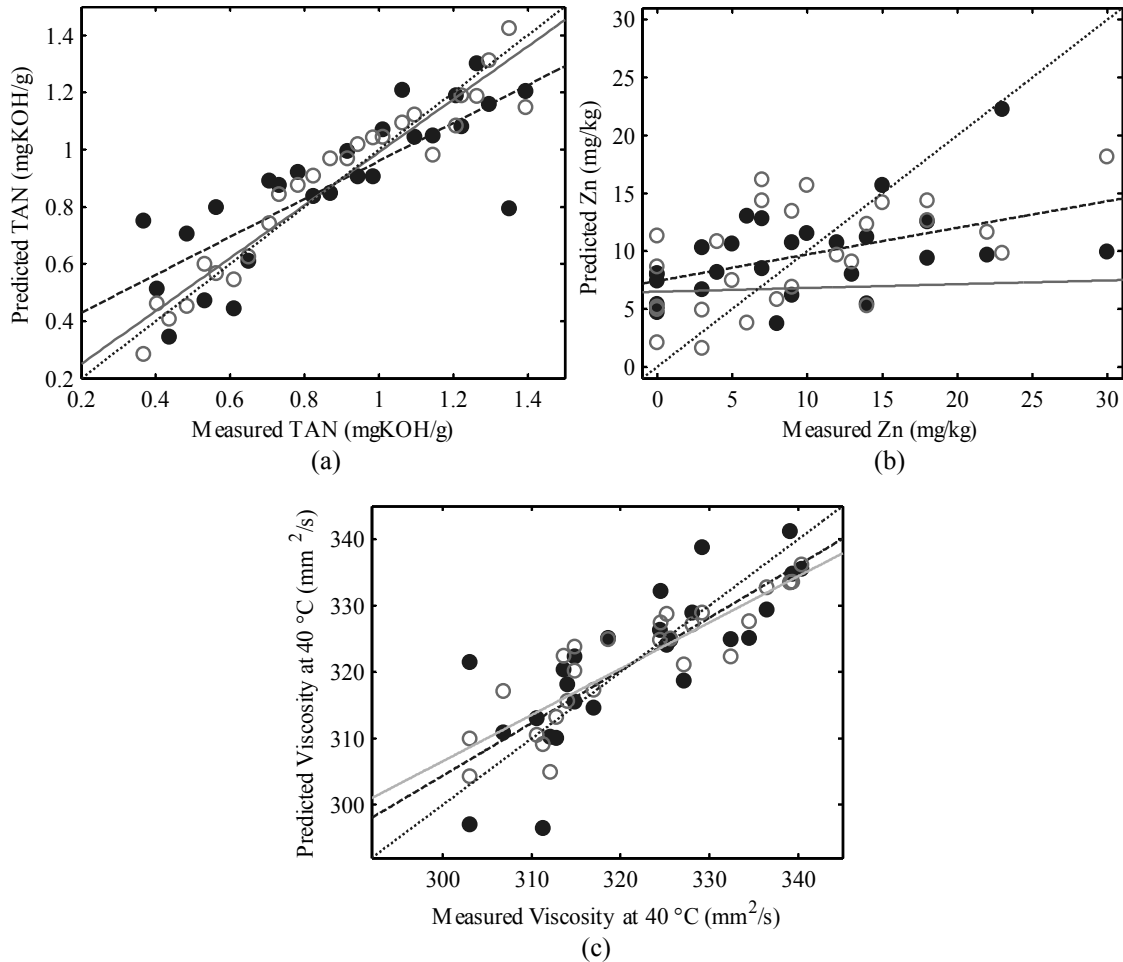 1.4
1.2
1
0.8
0.6
0.4
0.2
Predicted TAN (mgKOH/g)
0.2 0.4 0.6 0.8 1 1.2 1.4
Measured TAN (mgKOH/g)
(a)
30
25
20
15
10
5
0
Predicted Zn (mg/kg)
0 5 10 15 20 25 30
Measured Zn (mg/kg)
(b)
340
330
320
310
300
Predicted Viscosity at 40 °C (mm²/s)
300 310 320 330 340
Measured Viscosity at 40 °C (mm²/s)
(c)